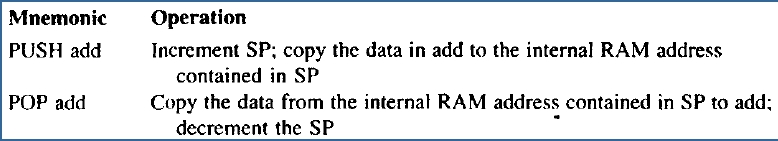 Mnemonic Operation
PUSH add Increment SP; copy the data in add to the internal RAM address
contained in SP
POP add Copy the data from the internal RAM address contained in SP to add;
decrement the SP